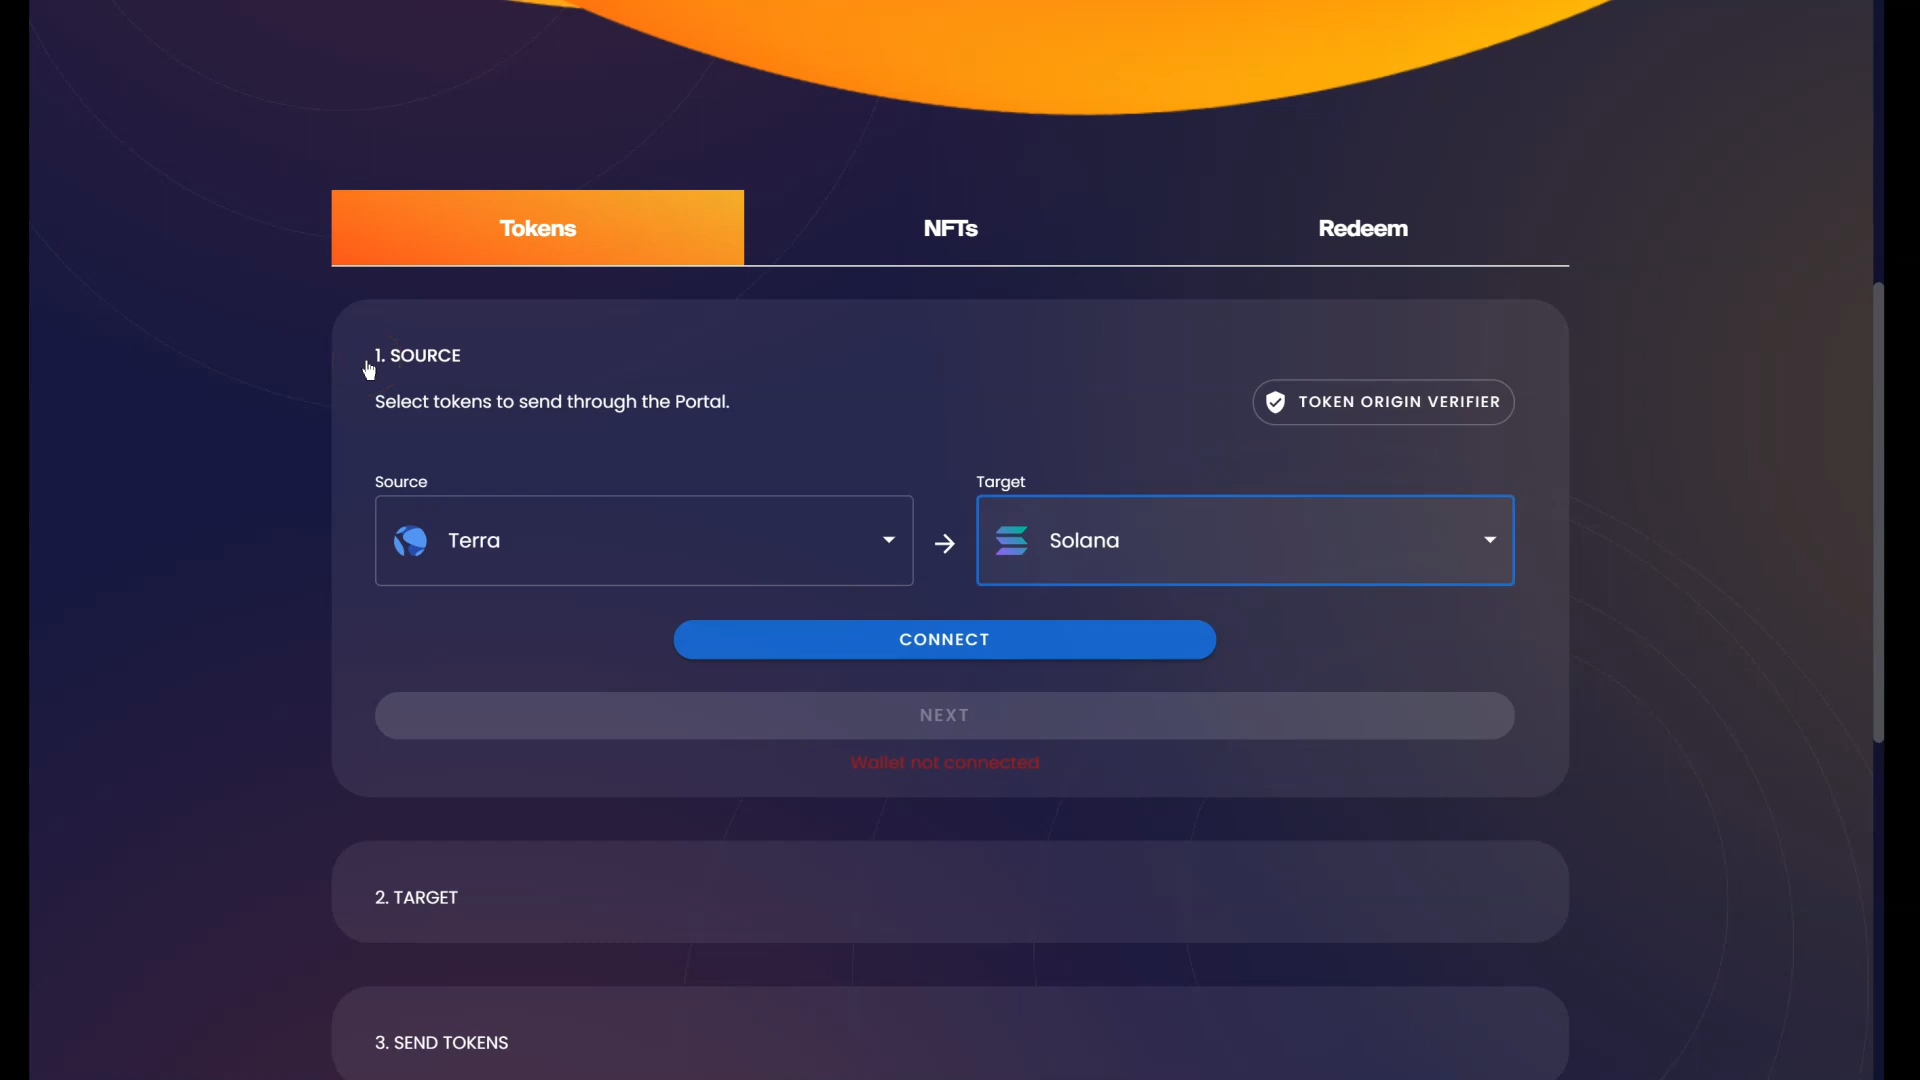 Tokens
NFTs
Redeem
1. SOURCE
Select tokens to send through the Portal.
TOKEN ORIGIN VERIFIER
Source
Target
Terra
Solana
CONNECT
NEXT
Wallet not connected
2. TARGET
3. SEND TOKENS